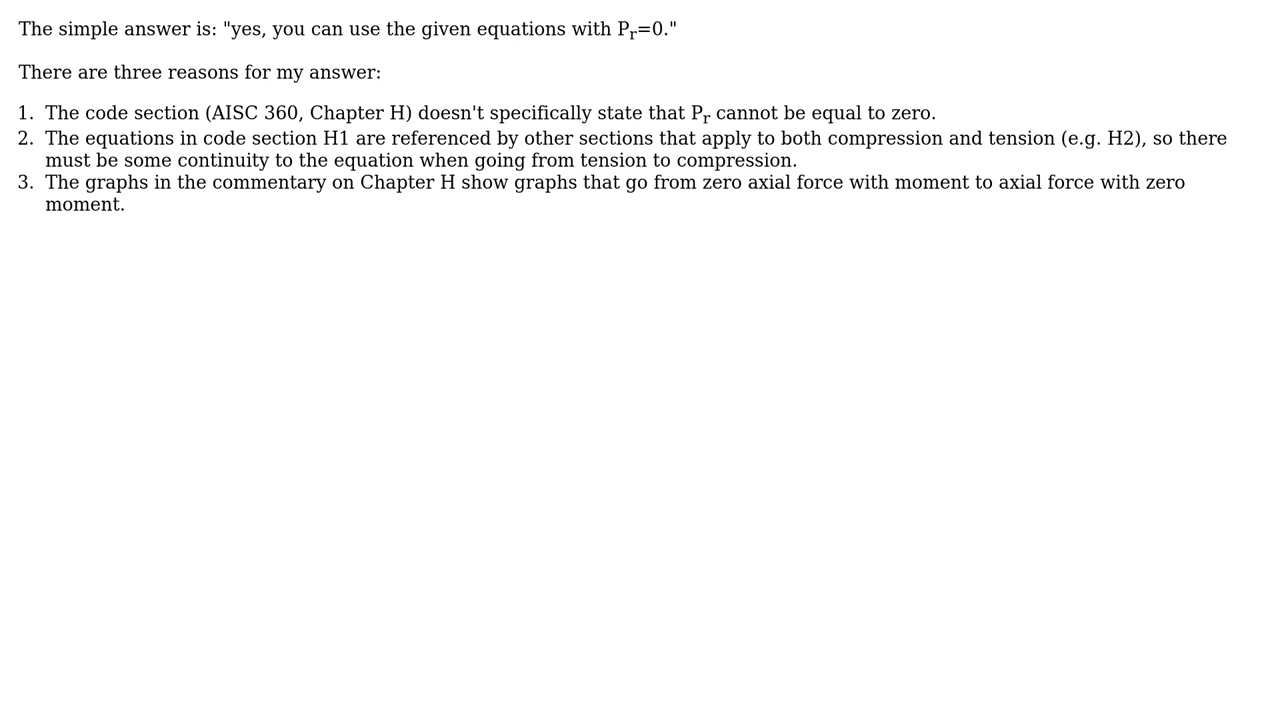 The simple answer is: "yes, you can use the given equations with Pr=0."
There are three reasons for my answer:
1. The code section (AISC 360, Chapter H) doesn't specifically state that Pr cannot be equal to zero.
2. The equations in code section H1 are referenced by other sections that apply to both compression and tension (e.g. H2), so there
must be some continuity to the equation when going from tension to compression.
3. The graphs in the commentary on Chapter H show graphs that go from zero axial force with moment to axial force with zero
moment.